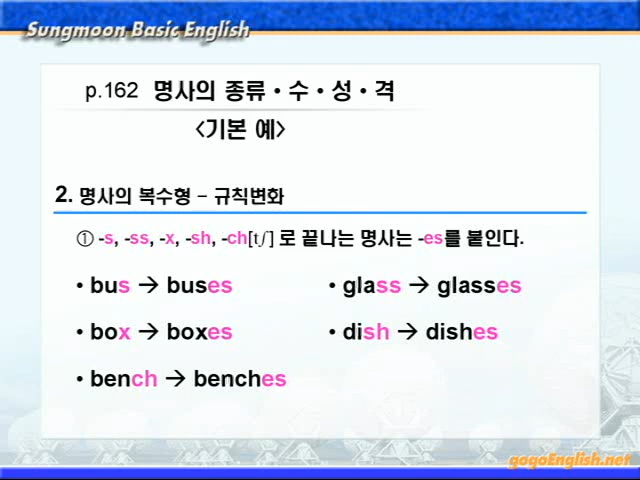 Sungmoon Basic English
p.162 명사의 종류 • 수 • 성 • 격
<기본 예>
2. 명사의 복수형 – 규칙변화
① -s, -ss, -x, -sh, -ch[tʃ] 로 끝나는 명사는 -es를 붙인다.
• bus → buses • glass → glasses
• box → boxes • dish → dishes
• bench → benches
gogoEnglish.net